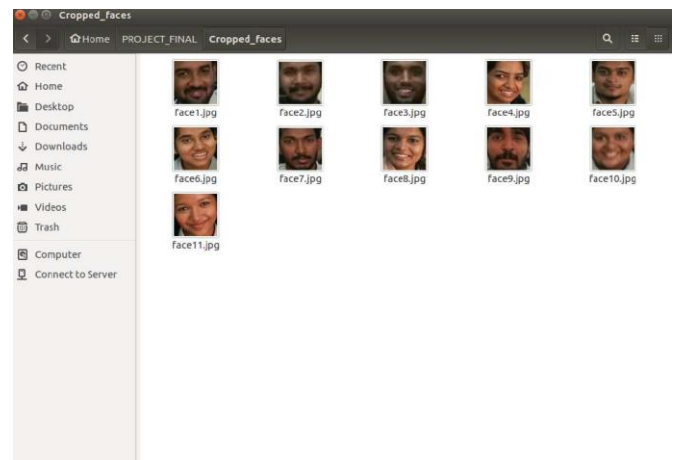 Cropped_faces
Home PROJECT_FINAL Cropped_faces
Recent
Home
Desktop
Documents
Downloads
Music
Pictures
Videos
Trash
Computer
Connect to Server
face1.jpg face2.jpg face3.jpg face4.jpg face5.jpg
face6.jpg face7.jpg face8.jpg face9.jpg face10.jpg
face11.jpg